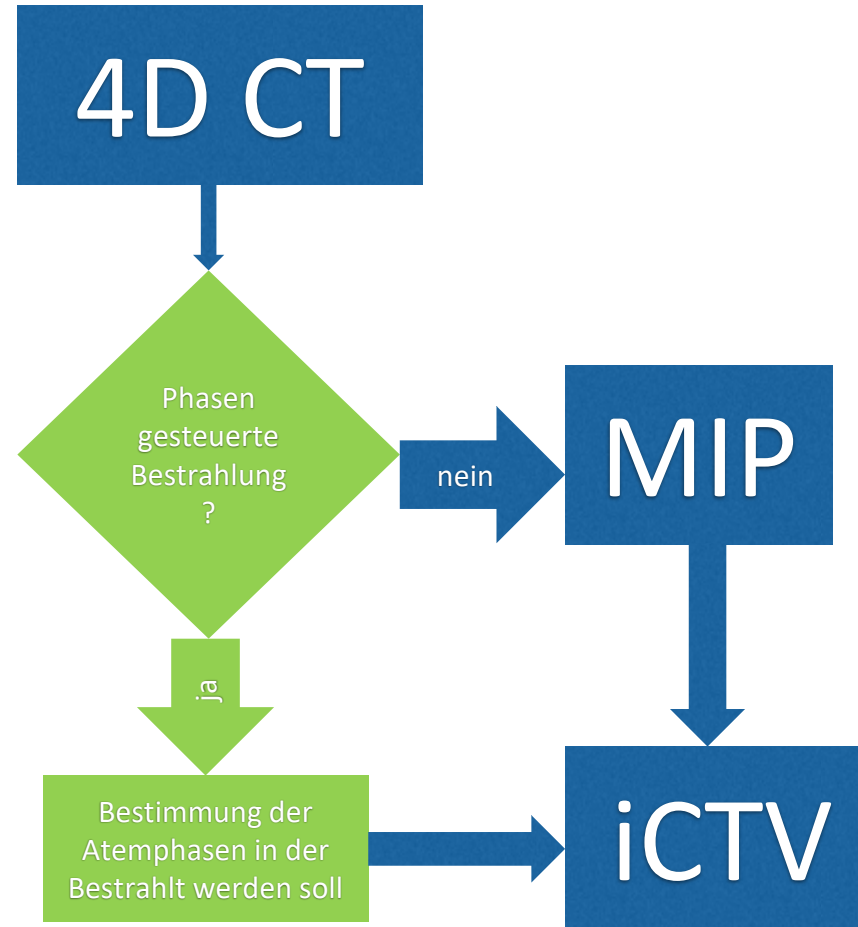 4D CT
Phasen
gesteuerte
Bestrahlung
?
nein
MIP
ja
Bestimmung der
Atemphasen in der
Bestrahlt werden soll
iCTV